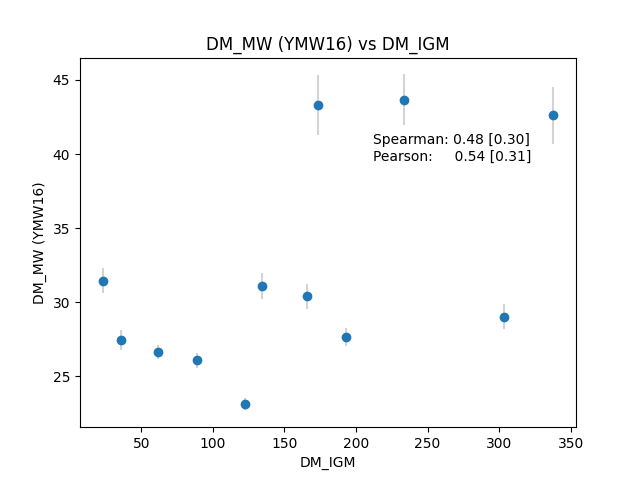 DM_MW (YMW16) vs DM_IGM
45
40
35
30
25
DM_MW (YMW16)
Spearman: 0.48 [0.30]
Pearson: 0.54 [0.31]
50 100 150 200 250 300 350
DM_IGM